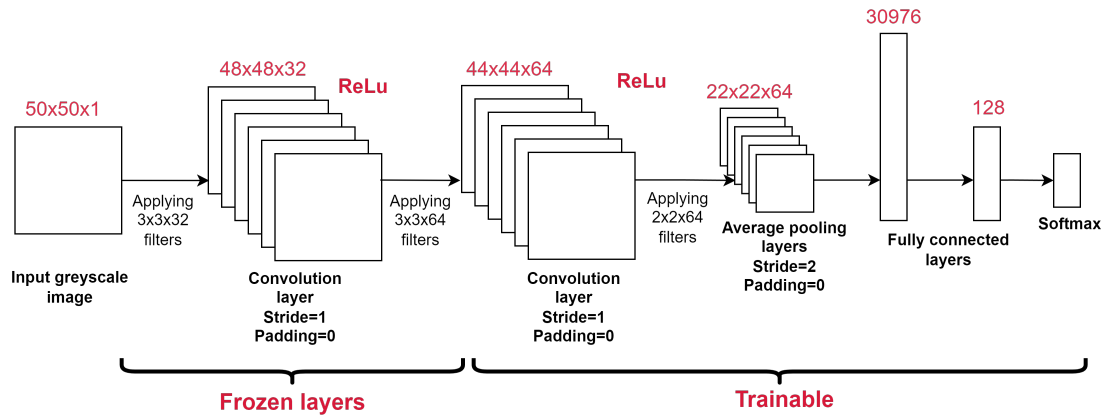 50x50x1
Input greyscale
image
Applying
3x3x32
filters
48x48x32
Convolution
layer
Stride=1
Padding=0
ReLu
Applying
3x3x64
filters
44x44x64
Convolution
layer
Stride=1
Padding=0
ReLu
Applying
2x2x64
filters
22x22x64
Average pooling
layers
Stride=2
Padding=0
30976
128
Fully connected
layers
Softmax
Frozen layers
Trainable